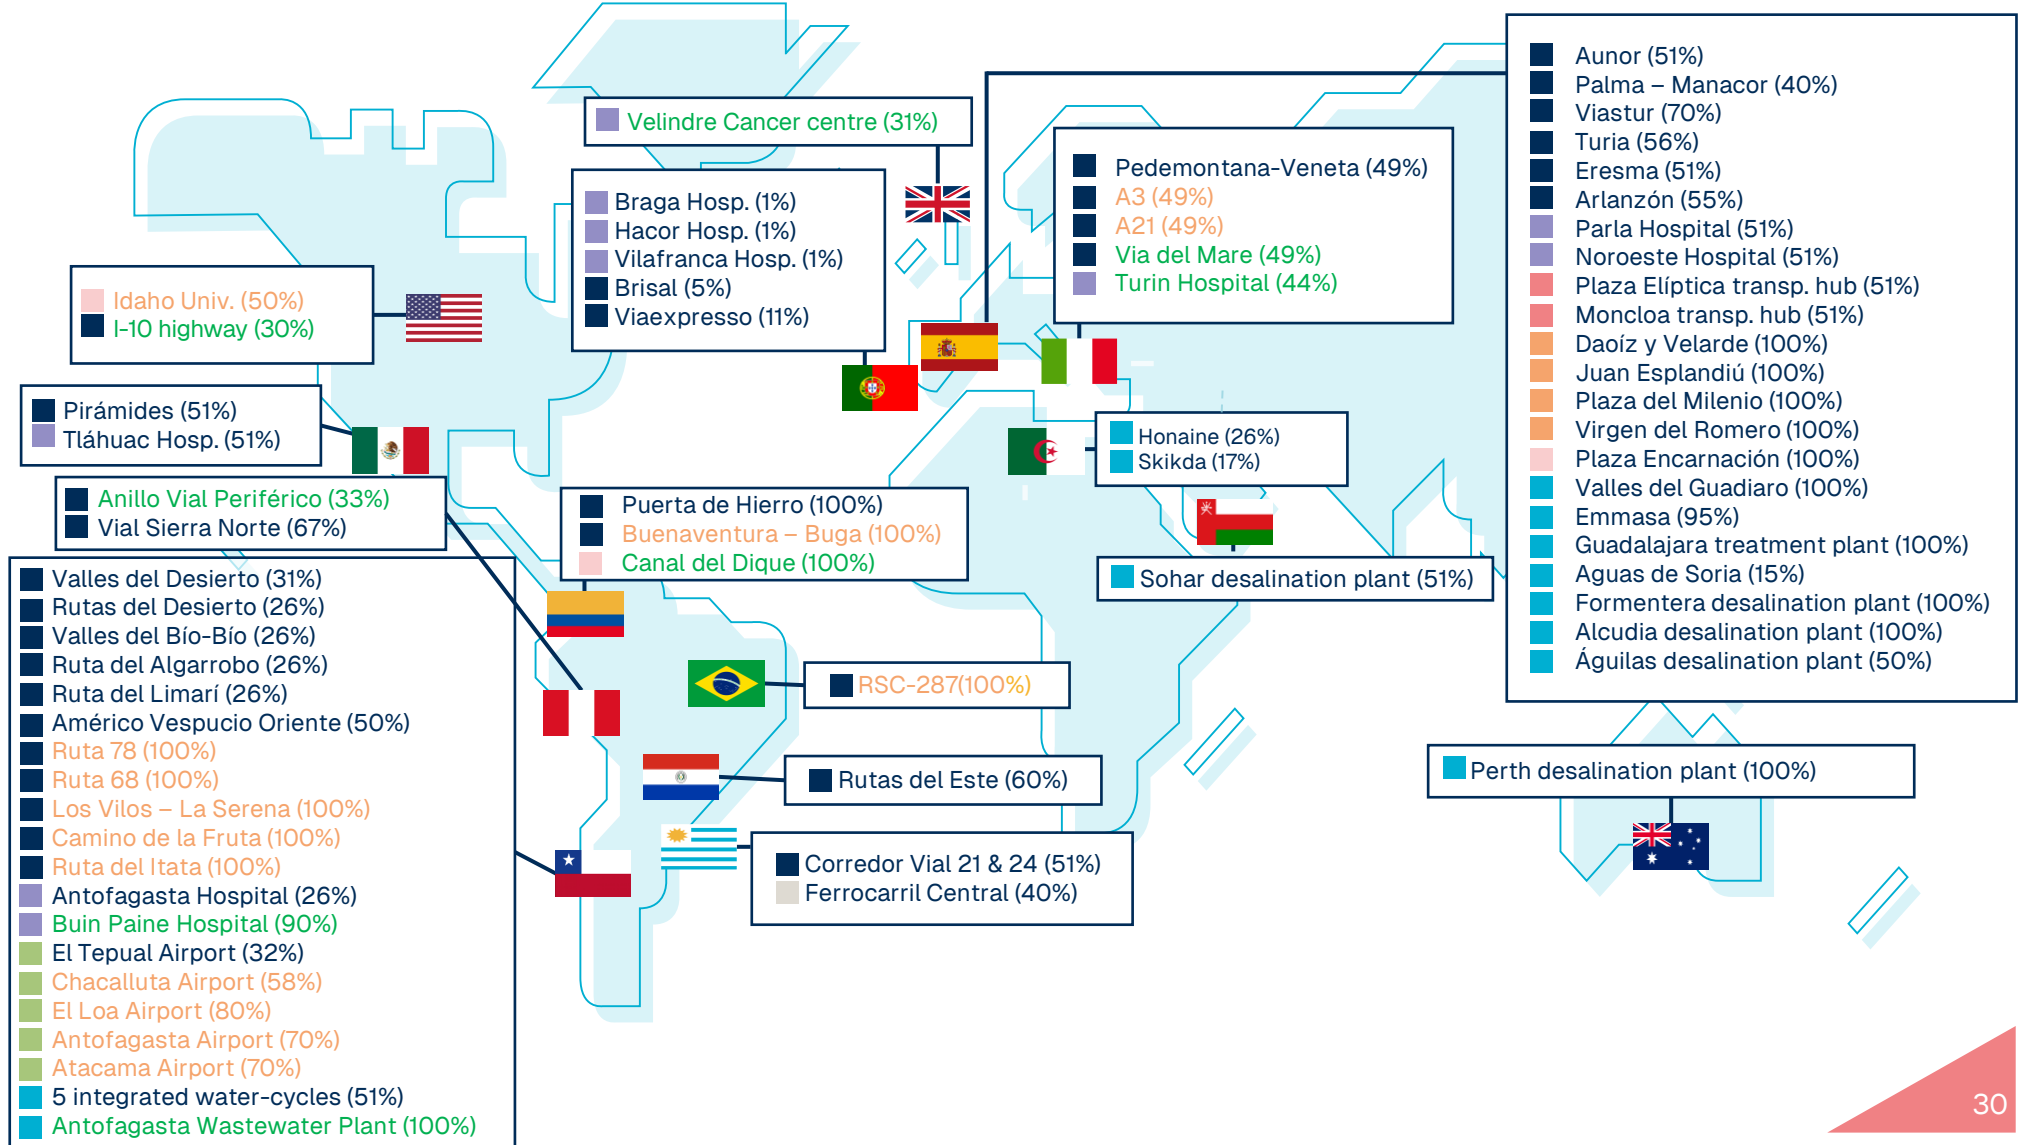 Velindre Cancer centre (31%)
Braga Hosp. (1%)
Hacor Hosp. (1%)
Vilafranca Hosp. (1%)
Brisal (5%)
Viaexpresso (11%)
Pedemontana-Veneta (49%)
A3 (49%)
A21 (49%)
Via del Mare (49%)
Turin Hospital (44%)
Aunor (51%)
Palma – Manacor (40%)
Viastur (70%)
Turia (56%)
Eresma (51%)
Arlanzón (55%)
Parla Hospital (51%)
Noroeste Hospital (51%)
Plaza Elíptica transp. hub (51%)
Moncloa transp. hub (51%)
Daoíz y Velarde (100%)
Juan Esplandiú (100%)
Plaza del Milenio (100%)
Virgen del Romero (100%)
Plaza Encarnación (100%)
Valles del Guadiaro (100%)
Emmasa (95%)
Guadalajara treatment plant (100%)
Aguas de Soria (15%)
Formentera desalination plant (100%)
Alcudia desalination plant (100%)
Águilas desalination plant (50%)
Idaho Univ. (50%)
I-10 highway (30%)
Pirámides (51%)
Tláhuac Hosp. (51%)
Honaine (26%)
Skikda (17%)
Anillo Vial Periférico (33%)
Vial Sierra Norte (67%)
Puerta de Hierro (100%)
Buenaventura – Buga (100%)
Canal del Dique (100%)
Sohar desalination plant (51%)
Valles del Desierto (31%)
Rutas del Desierto (26%)
Valles del Bío-Bío (26%)
Ruta del Algarrobo (26%)
Ruta del Limarí (26%)
Américo Vespucio Oriente (50%)
Ruta 78 (100%)
Ruta 68 (100%)
Los Vilos – La Serena (100%)
Camino de la Fruta (100%)
Ruta del Itata (100%)
Antofagasta Hospital (26%)
Buin Paine Hospital (90%)
El Tepual Airport (32%)
Chacalluta Airport (58%)
El Loa Airport (80%)
Antofagasta Airport (70%)
Atacama Airport (70%)
5 integrated water-cycles (51%)
Antofagasta Wastewater Plant (100%)
RSC-287(100%)
Rutas del Este (60%)
Corredor Vial 21 & 24 (51%)
Ferrocarril Central (40%)
Perth desalination plant (100%)
30